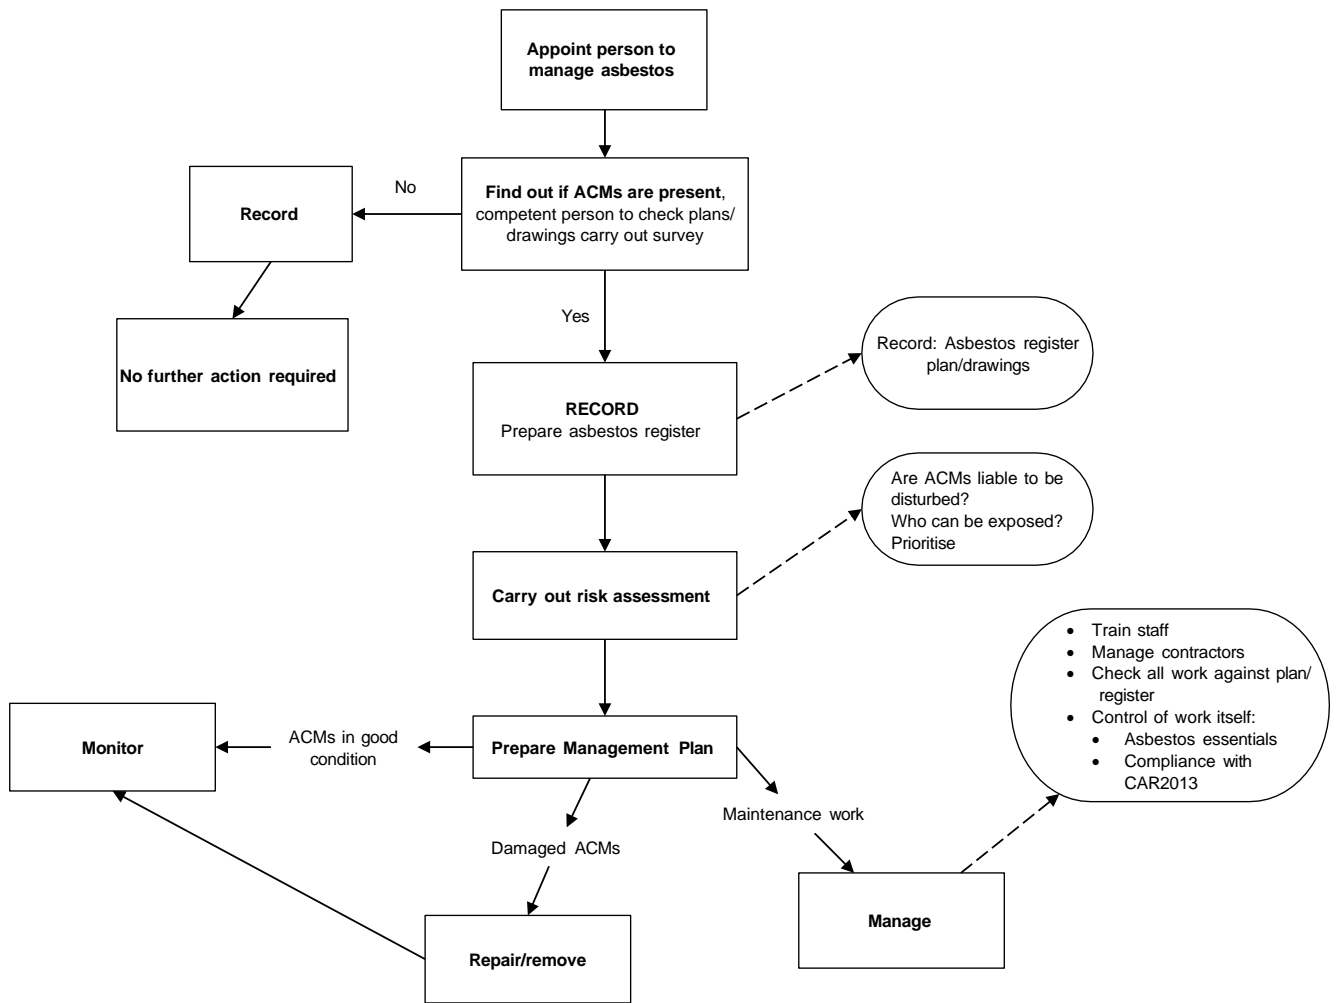 Appoint person to
manage asbestos
No
Record
Find out if ACMs are present,
competent person to check plans/
drawings carry out survey
No further action required
Yes
Record: Asbestos register
plan/drawings
RECORD
Prepare asbestos register
Are ACMs liable to be
disturbed?
Who can be exposed?
Prioritise
Carry out risk assessment
• Train staff
• Manage contractors
• Check all work against plan/
register
• Control of work itself:
• Asbestos essentials
• Compliance with
CAR2013
Monitor
ACMs in good
condition
Prepare Management Plan
Maintenance work
Damaged ACMs
Manage
Repair/remove